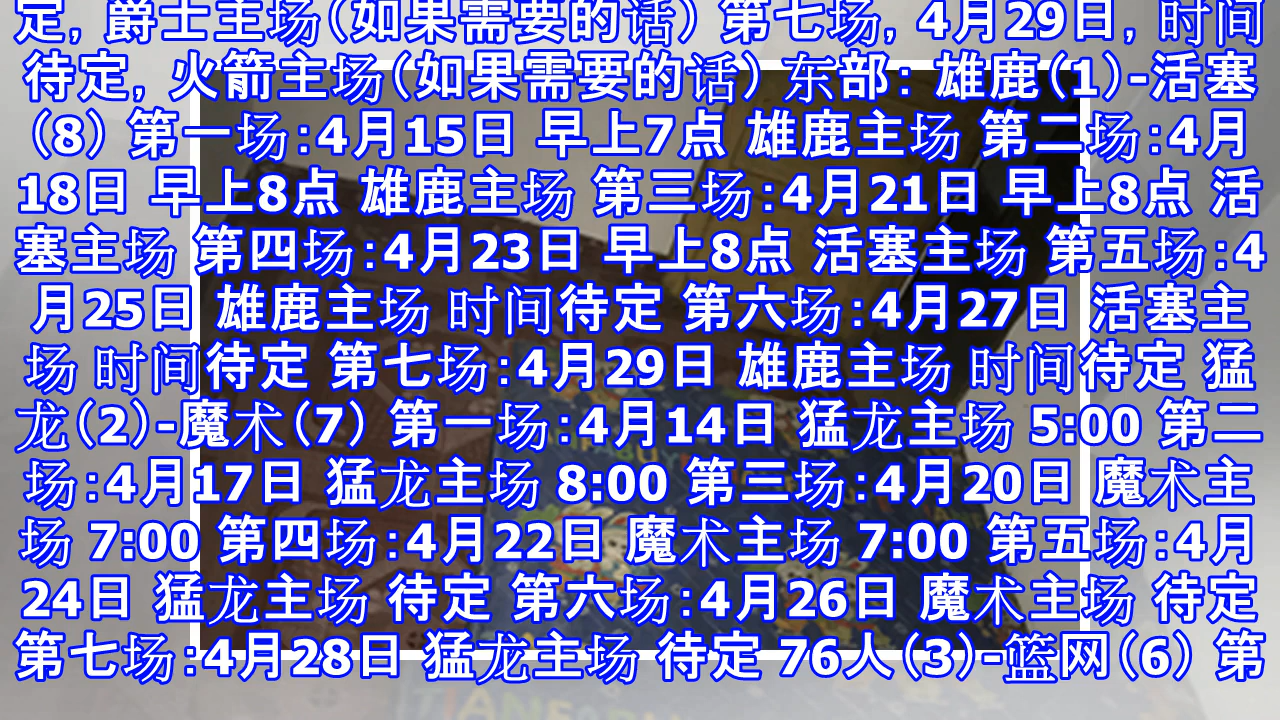 定, 爵士主场(如果需要的话) 第七场, 4月29日, 时间
待定, 火箭主场(如果需要的话) 东部: 雄鹿(1)-活塞
(8) 第一场:4月15日 早上7点 雄鹿主场 第二场:4月
18日 早上8点 雄鹿主场 第三场:4月21日 早上8点 活
塞主场 第四场:4月23日 早上8点 活塞主场 第五场:4
月25日 雄鹿主场 时间待定 第六场:4月27日 活塞主
场 时间待定 第七场:4月29日 雄鹿主场 时间待定 猛
龙(2)-魔术(7) 第一场:4月14日 猛龙主场 5:00 第二
场:4月17日 猛龙主场 8:00 第三场:4月20日 魔术主
场 7:00 第四场:4月22日 魔术主场 7:00 第五场:4月
24日 猛龙主场 待定 第六场:4月26日 魔术主场 待定
第七场:4月28日 猛龙主场 待定 76人(3)-篮网(6) 第